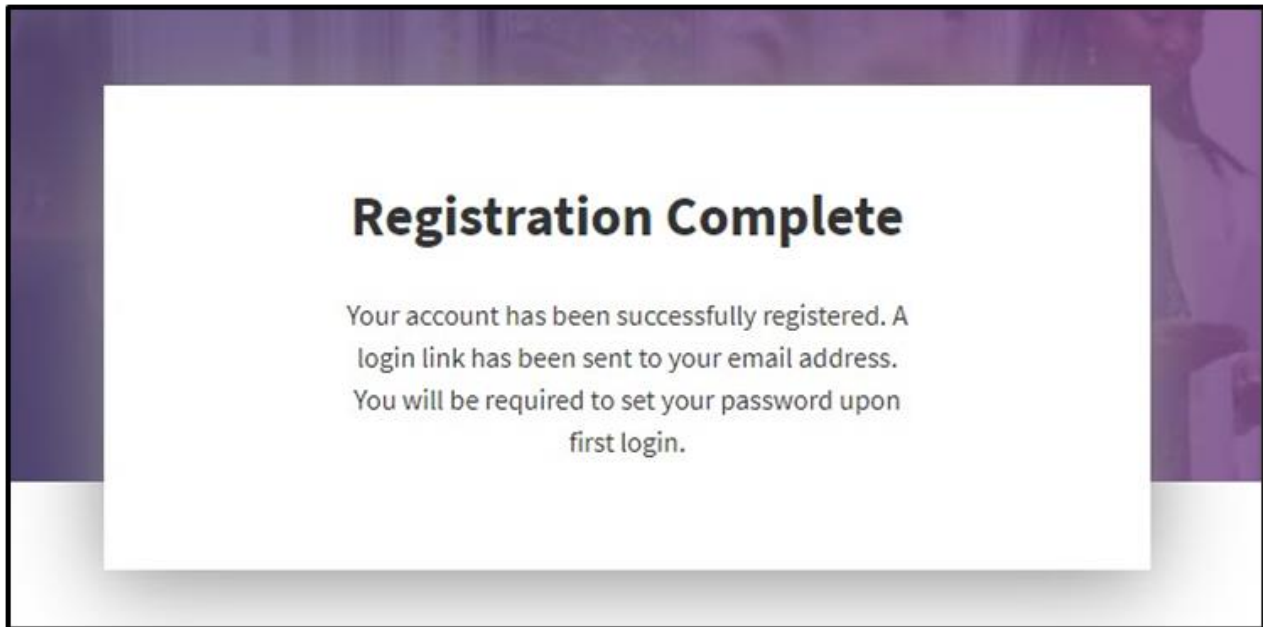 Registration Complete
Your account has been successfully registered. A
login link has been sent to your email address.
You will be required to set your password upon
first login.